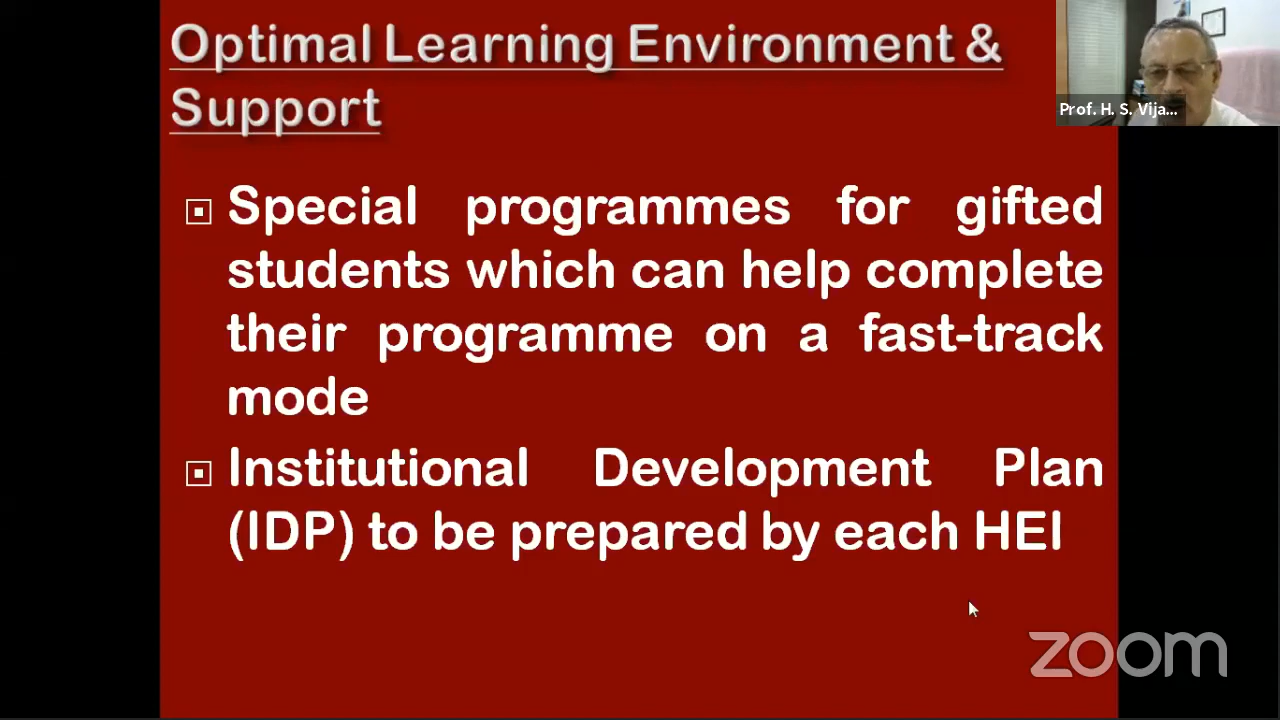 Optimal Learning Environment &
Support
Prof. H. S. Vija...
Special programmes for gifted
students which can help complete
their programme on a fast-track
mode
Institutional Development Plan
(IDP) to be prepared by each HEI
zoom